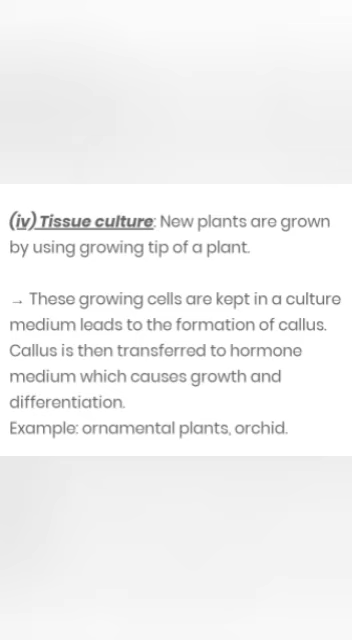 (iv) Tissue culture: New plants are grown
by using growing tip of a plant.
→ These growing cells are kept in a culture
medium leads to the formation of callus.
Callus is then transferred to hormone
medium which causes growth and
differentiation.
Example: ornamental plants, orchid.